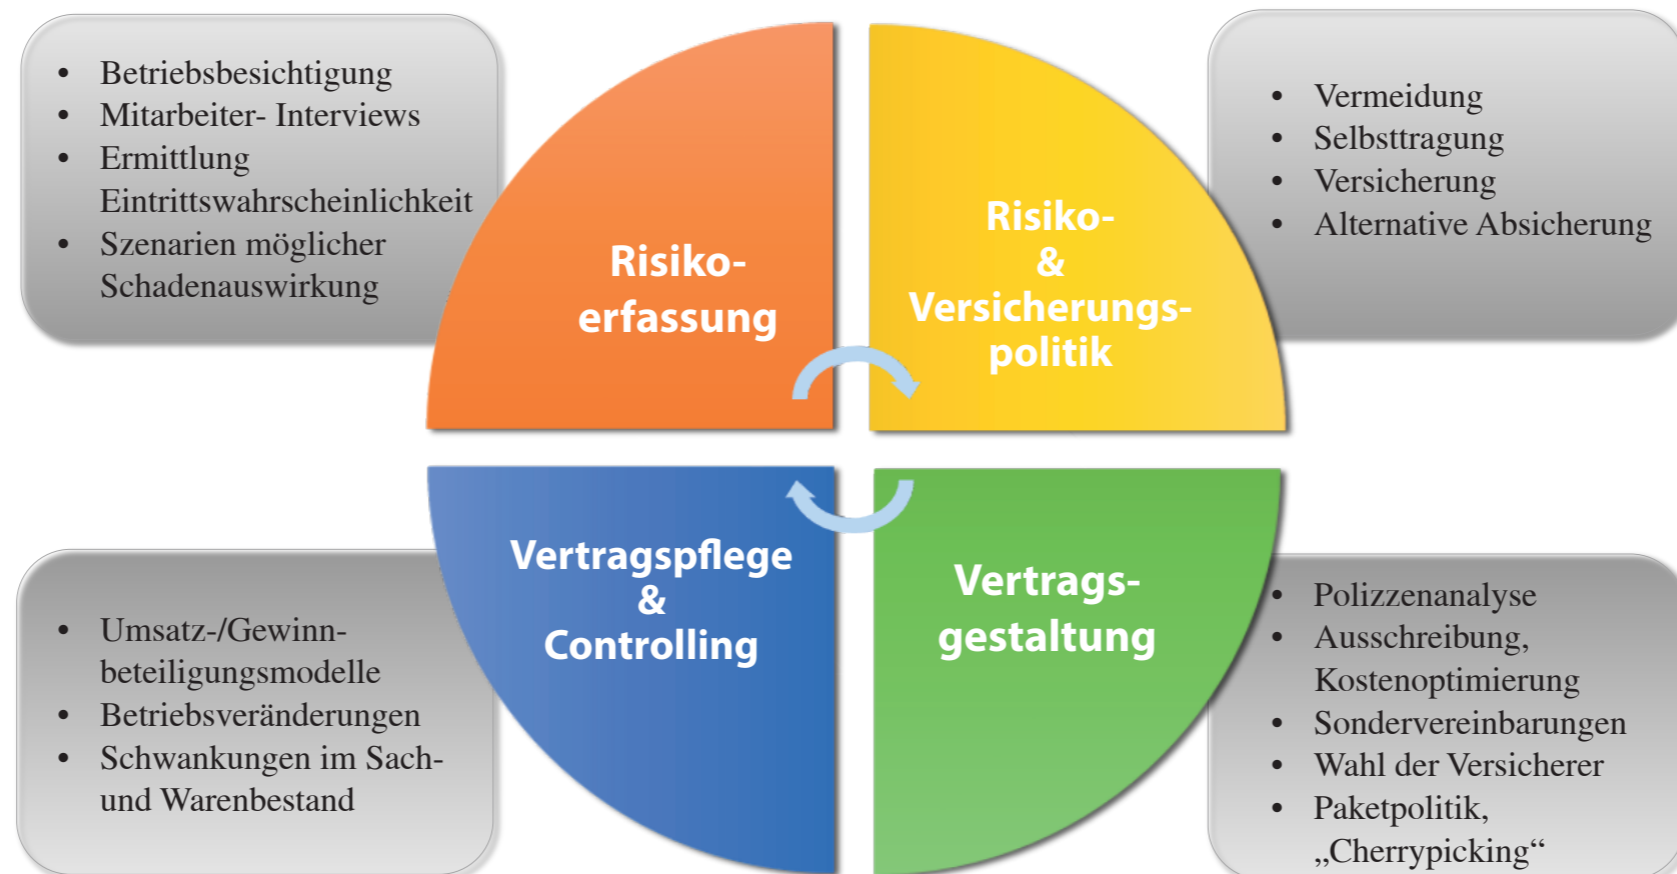 • Betriebsbesichtigung
• Mitarbeiter- Interviews
• Ermittlung
Eintrittswahrscheinlichkeit
• Szenarien möglicher
Schadenauswirkung
Risiko-
erfassung
Risiko-
&
Versicherungs-
politik
• Vermeidung
• Selbsttragung
• Versicherung
• Alternative Absicherung
• Umsatz-/Gewinn-
beteiligungsmodelle
• Betriebsveränderungen
• Schwankungen im Sach-
und Warenbestand
Vertragspflege
&
Controlling
Vertrags-
gestaltung
• Polizzenanalyse
• Ausschreibung,
Kostenoptimierung
• Sondervereinbarungen
• Wahl der Versicherer
• Paketpolitik,
„Cherrypicking“